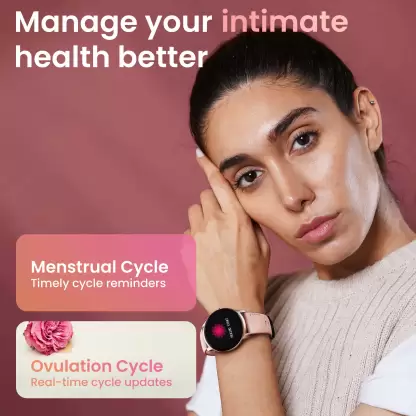 Manage your intimate
health better
Menstrual Cycle
Timely cycle reminders
Ovulation Cycle
Real-time cycle updates